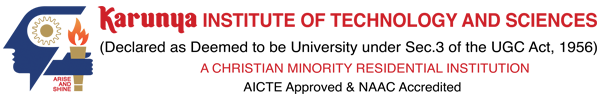 Karunya INSTITUTE OF TECHNOLOGY AND SCIENCES
(Declared as Deemed to be University under Sec.3 of the UGC Act, 1956)
A CHRISTIAN MINORITY RESIDENTIAL INSTITUTION
AICTE Approved & NAAC Accredited
ARISE
AND
SHINE